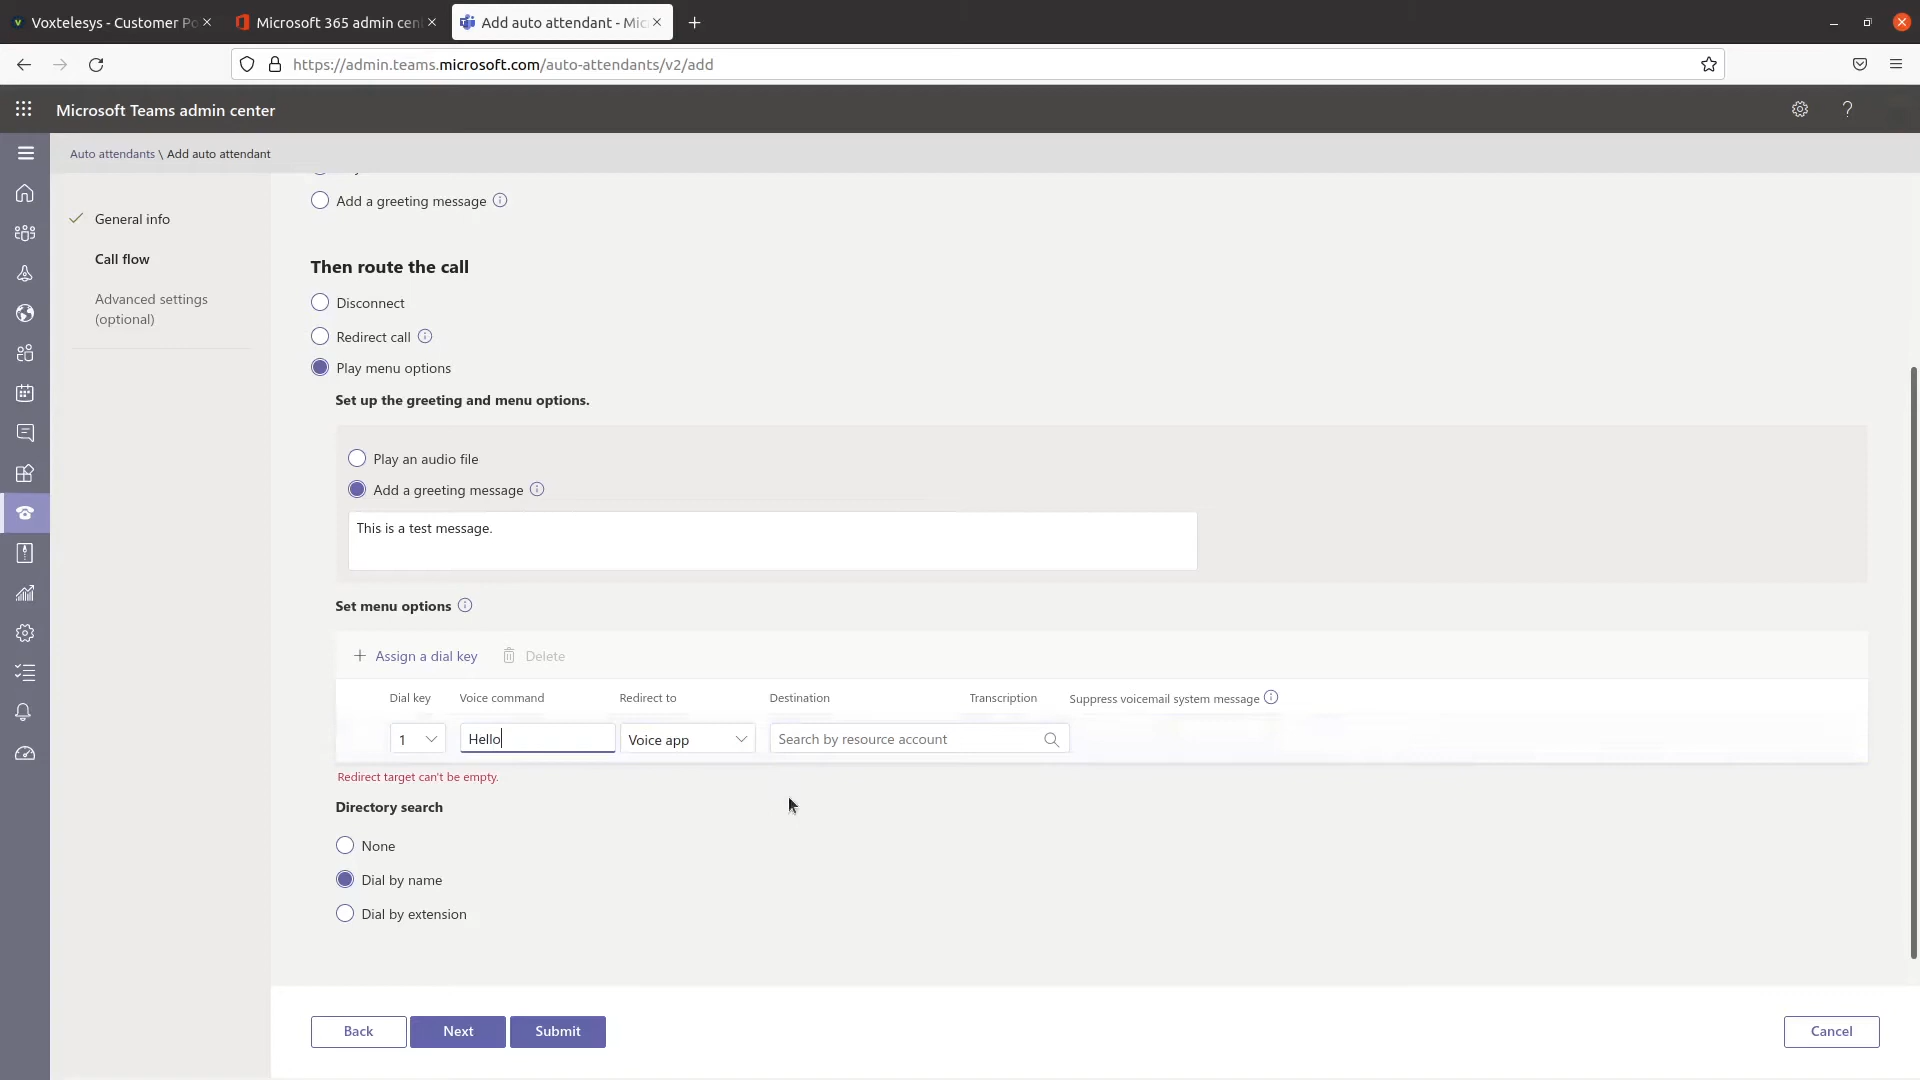 Voxtelesys - Customer Po
Microsoft 365 admin cen
Add auto attendant - Mic
https://admin.teams.microsoft.com/auto-attendants/v2/add
Microsoft Teams admin center
?
Auto attendants \ Add auto attendant
General info
Call flow
Advanced settings
(optional)
Add a greeting message
Then route the call
Disconnect
Redirect call
Play menu options
Set up the greeting and menu options.
Play an audio file
Add a greeting message
This is a test message.
Set menu options
+ Assign a dial key Delete
Dial key Voice command Redirect to Destination Transcription Suppress voicemail system message
1 Hello Voice app Search by resource account
Redirect target can't be empty.
Directory search
None
Dial by name
Dial by extension
Back Next Submit Cancel